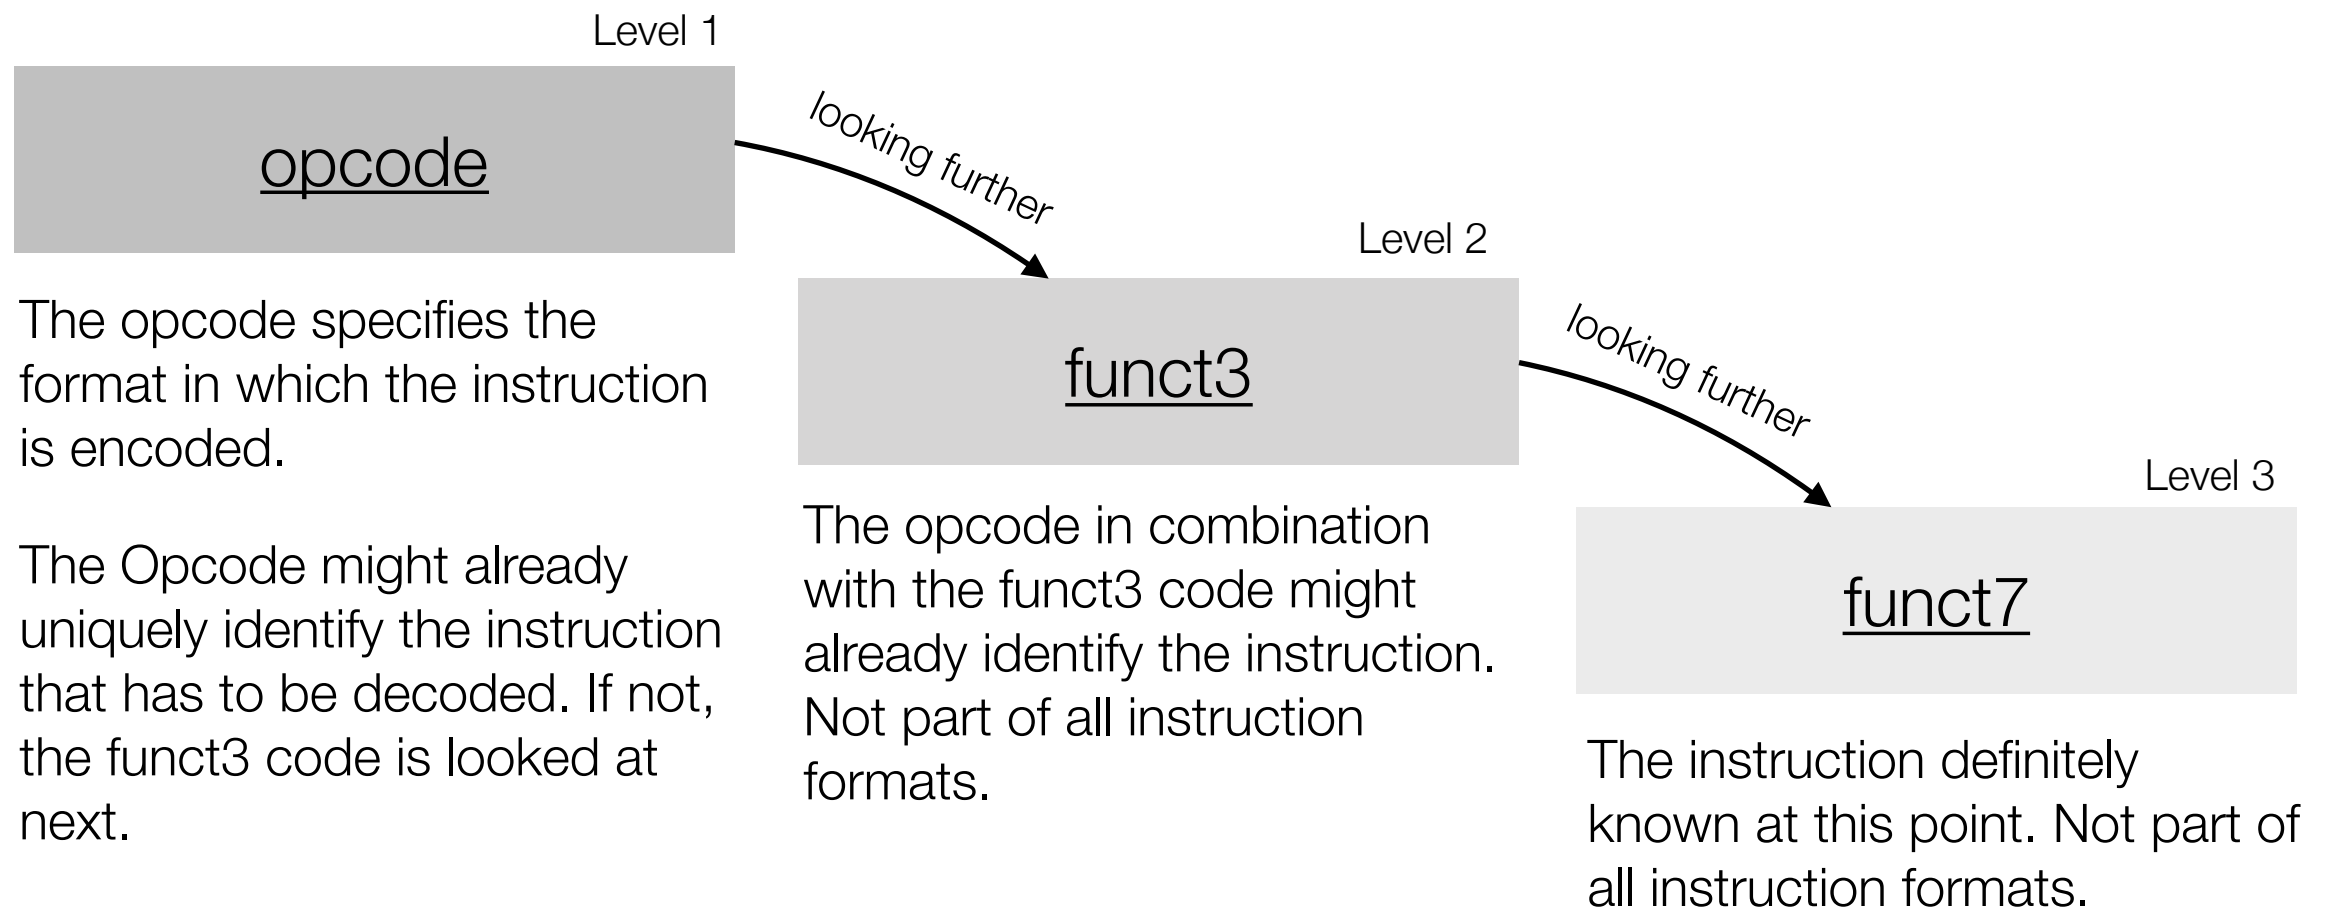 Level 1
opcode
The opcode specifies the
format in which the instruction
is encoded.
The Opcode might already
uniquely identify the instruction
that has to be decoded. If not,
the funct3 code is looked at
next.
looking further
Level 2
funct3
The opcode in combination
with the funct3 code might
already identify the instruction.
Not part of all instruction
formats.
looking further
Level 3
funct7
The instruction definitely
known at this point. Not part of
all instruction formats.